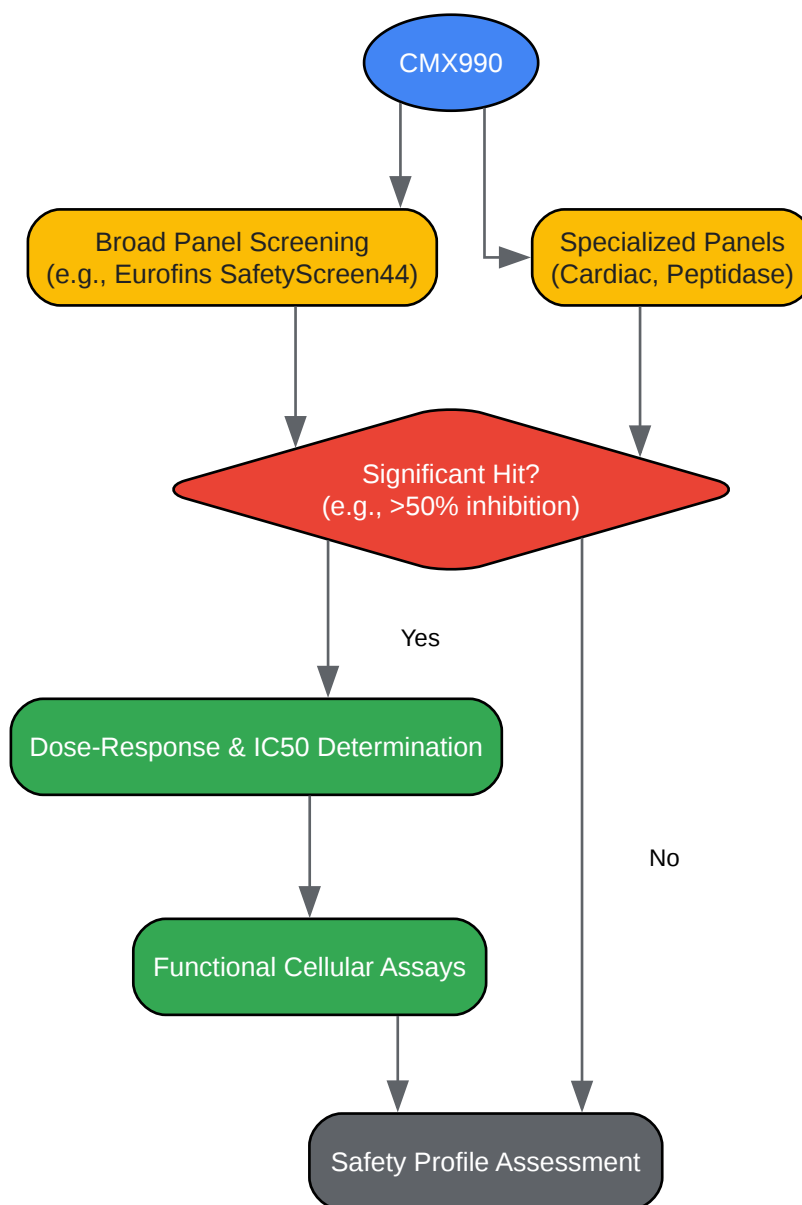 CMX990
Broad Panel Screening
(e.g., Eurofins SafetyScreen44)
Specialized Panels
(Cardiac, Peptidase)
Significant Hit?
(e.g., >50% inhibition)
Yes
Dose-Response & IC50 Determination
No
Functional Cellular Assays
Safety Profile Assessment